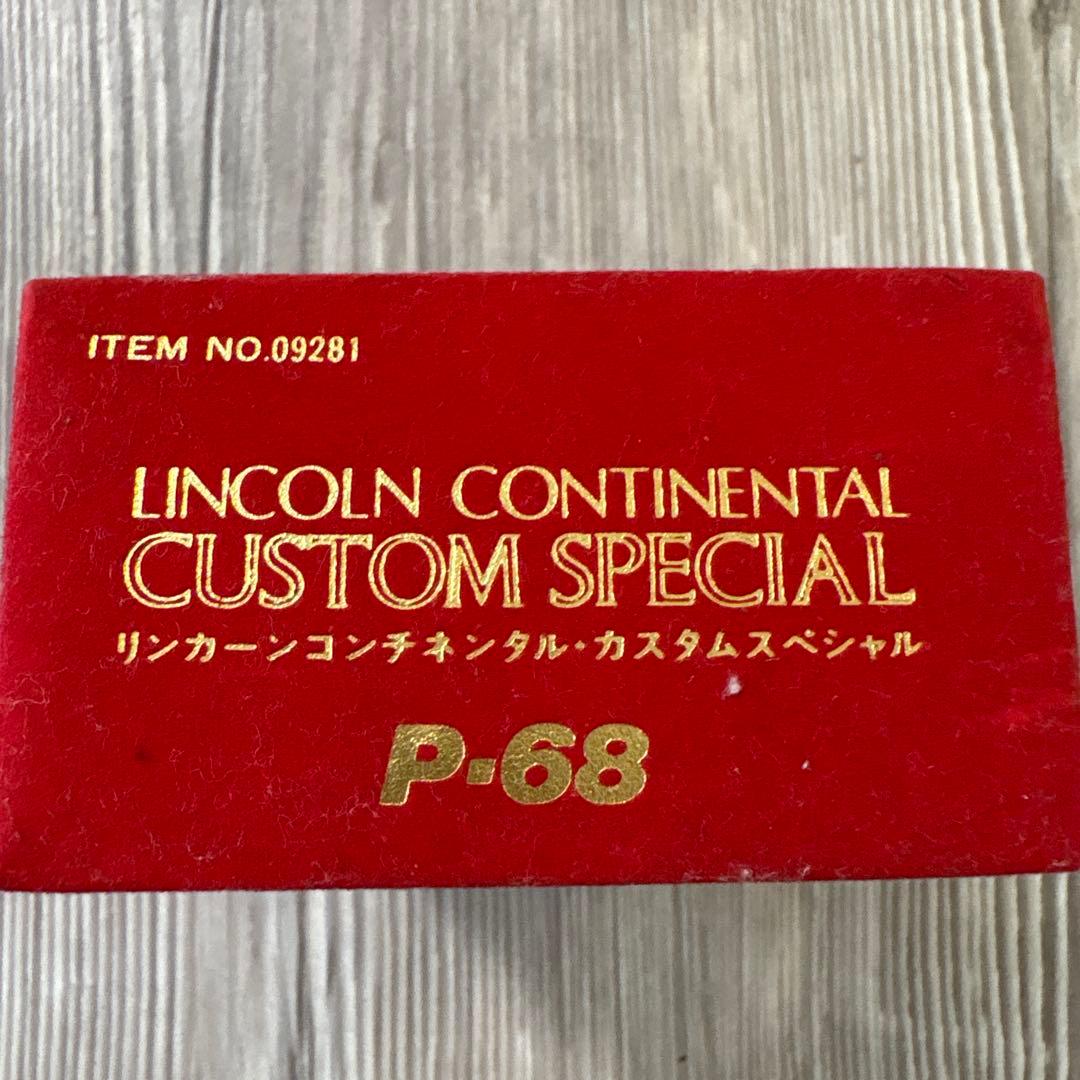 ITEM NO.09281
LINCOLN CONTINENTAL
CUSTOM SPECIAL
リンカーンコンチネンタル・カスタムスペシャル
P-68